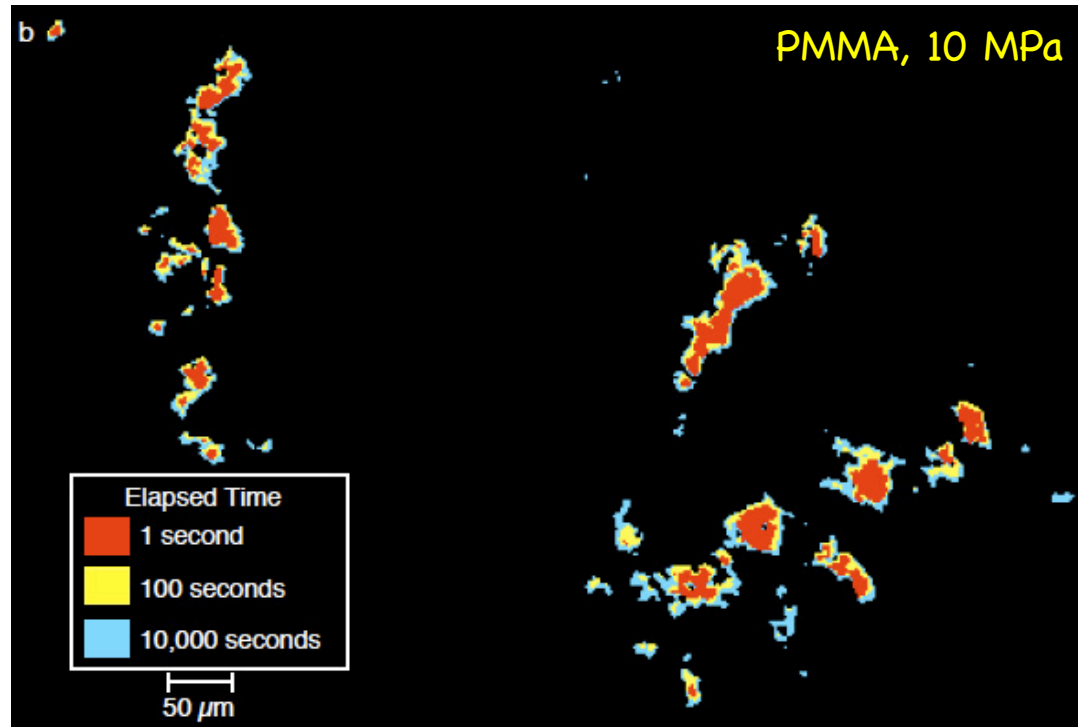 b
PMMA, 10 MPa
Elapsed Time
1 second
100 seconds
10,000 seconds
50 μm